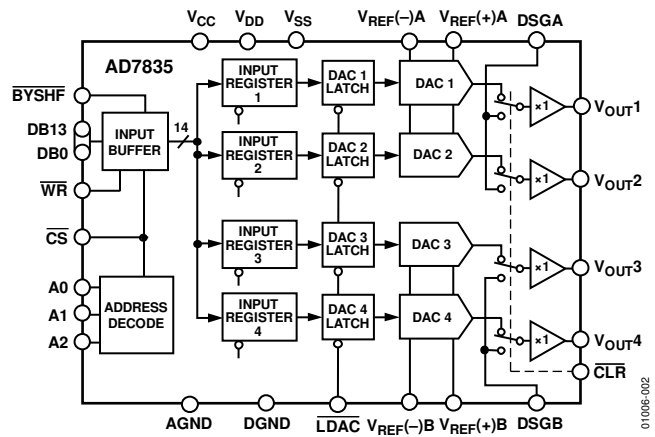 VCC VDD VSS VREF(–)A VREF(+)A DSGA
AD7835
BYSHF
DB13
DB0
WR
CS
A0
A1
A2
INPUT
BUFFER
14
ADDRESS
DECODE
INPUT
REGISTER
1
DAC 1
LATCH
DAC 1
×1
VOUT1
INPUT
REGISTER
2
DAC 2
LATCH
DAC 2
×1
VOUT2
INPUT
REGISTER
3
DAC 3
LATCH
DAC 3
×1
VOUT3
INPUT
REGISTER
4
DAC 4
LATCH
DAC 4
×1
VOUT4
CLR
AGND DGND LDAC VREF(–)B VREF(+)B DSGB
01006-002